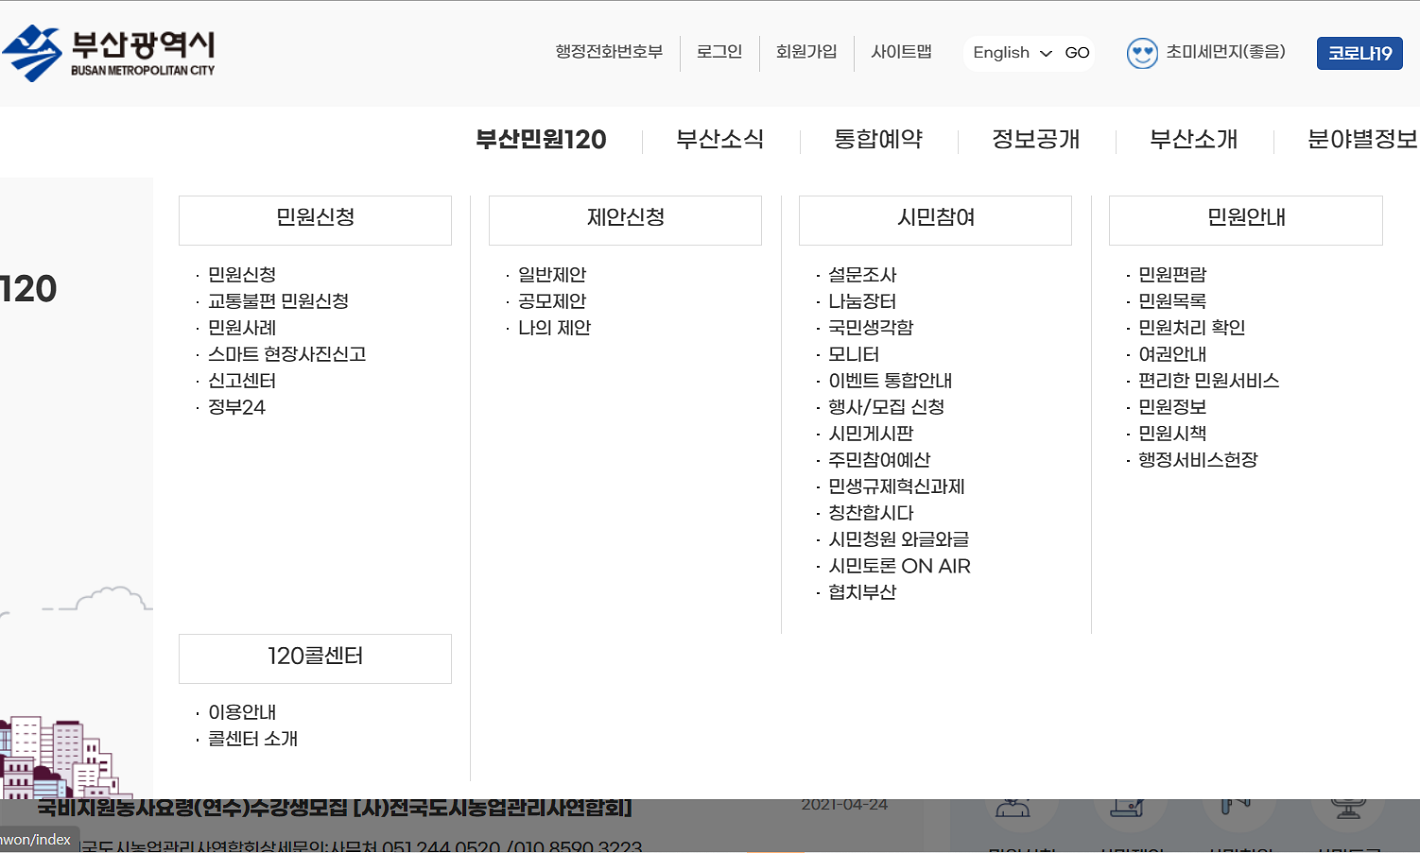 부산광역시
BUSAN METROPOLITAN CITY
행정전화번호부
로그인
회원가입
사이트맵
English
GO
초미세먼지(좋음)
코로나19
부산민원120
부산소식
통합예약
정보공개
부산소개
분야별정보
120
민원신청
· 민원신청
· 교통불편 민원신청
· 민원사례
· 스마트 현장사진신고
· 신고센터
· 정부24
제안신청
· 일반제안
· 공모제안
· 나의 제안
시민참여
· 설문조사
· 나눔장터
· 국민생각함
· 모니터
· 이벤트 통합안내
· 행사/모집 신청
· 시민게시판
· 주민참여예산
· 민생규제혁신과제
· 칭찬합시다
· 시민청원 와글와글
· 시민토론 ON AIR
· 협치부산
민원안내
· 민원편람
· 민원목록
· 민원처리 확인
· 여권안내
· 편리한 민원서비스
· 민원정보
· 민원시책
· 행정서비스헌장
120콜센터
· 이용안내
· 콜센터 소개
국비지원농사요령(연수)수강생모집 [사)전국도시농업관리사연합회]
2021-04-24
nwon/index
국도시농업관리사연합회상세문의:사무처 051 244 0520 /010 8590 3223